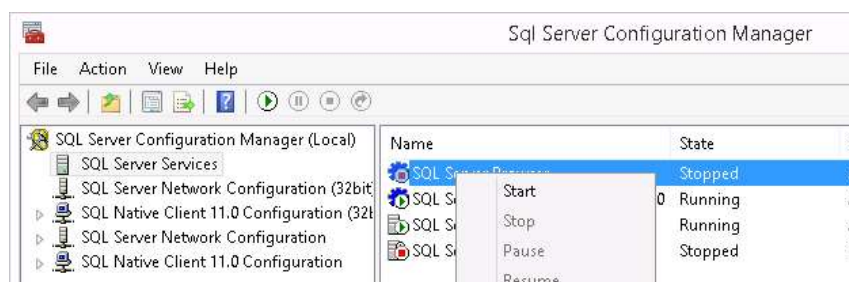 Sql Server Configuration Manager
File Action View Help
SQL Server Configuration Manager (Local)
SQL Server Services
SQL Server Network Configuration (32bit
SQL Native Client 11.0 Configuration (32b
SQL Server Network Configuration
SQL Native Client 11.0 Configuration
Name State
SQL Stopped
SQL S 0 Running
SQL S Running
SQL S Stopped
Start
Stop
Pause
Resume